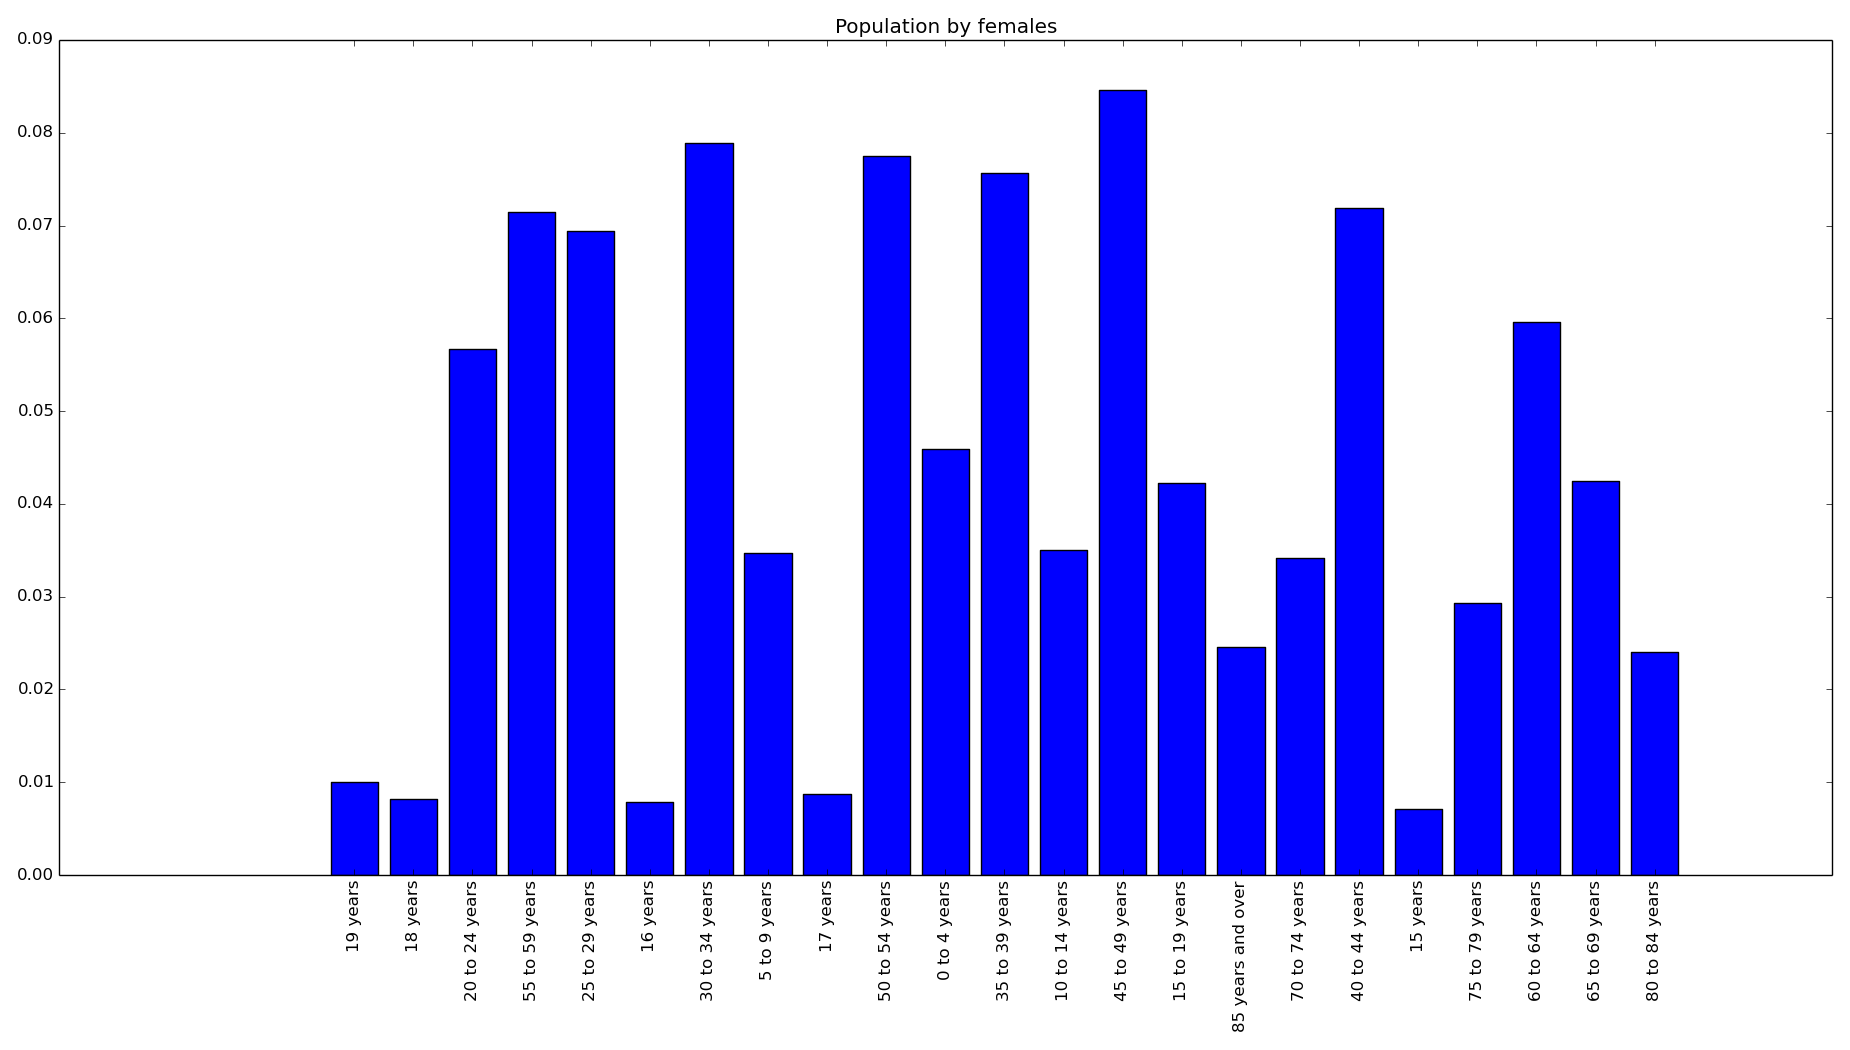 Population by females
0.09
0.08
0.07
0.06
0.05
0.04
0.03
0.02
0.01
0.00
19 years
18 years
20 to 24 years
55 to 59 years
25 to 29 years
16 years
30 to 34 years
5 to 9 years
17 years
50 to 54 years
0 to 4 years
35 to 39 years
10 to 14 years
45 to 49 years
15 to 19 years
85 years and over
70 to 74 years
40 to 44 years
15 years
75 to 79 years
60 to 64 years
65 to 69 years
80 to 84 years